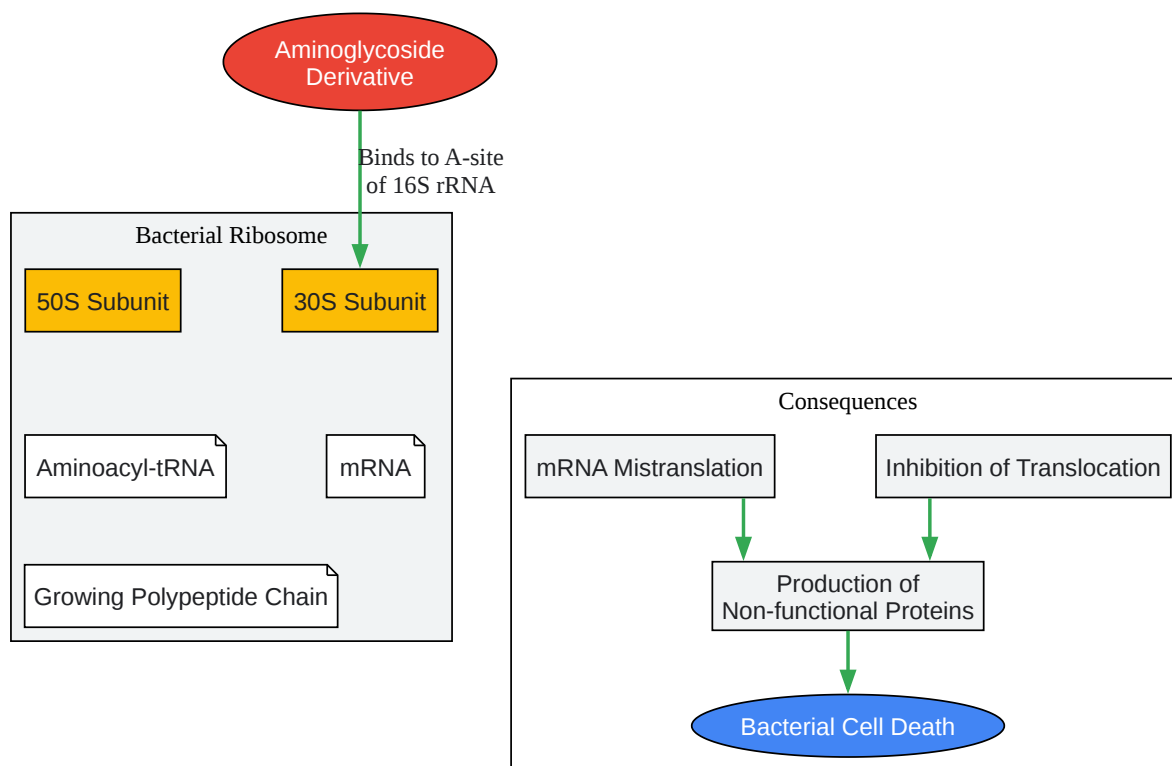 Aminoglycoside
Derivative
Binds to A-site
of 16S rRNA
Bacterial Ribosome
50S Subunit
30S Subunit
Aminoacyl-tRNA
mRNA
Growing Polypeptide Chain
Consequences
mRNA Mistranslation
Inhibition of Translocation
Production of
Non-functional Proteins
Bacterial Cell Death